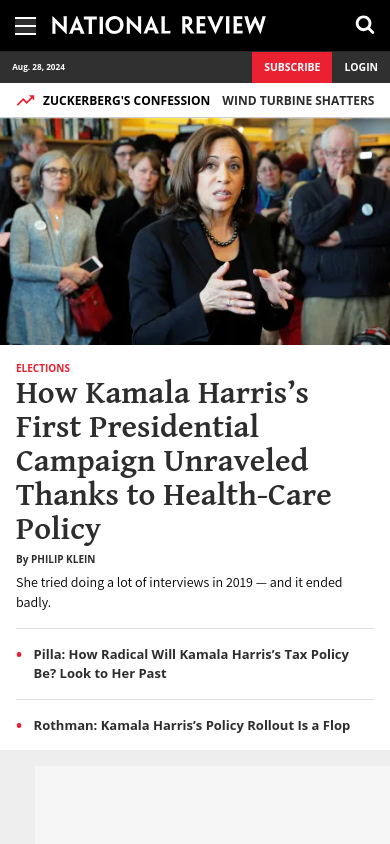 NATIONAL REVIEW
Aug. 28, 2024
SUBSCRIBE
LOGIN
ZUCKERBERG'S CONFESSION
WIND TURBINE SHATTERS
ELECTIONS
How Kamala Harris’s
First Presidential
Campaign Unraveled
Thanks to Health-Care
Policy
By PHILIP KLEIN
She tried doing a lot of interviews in 2019 — and it ended
badly.
• Pilla: How Radical Will Kamala Harris’s Tax Policy
Be? Look to Her Past
• Rothman: Kamala Harris’s Policy Rollout Is a Flop